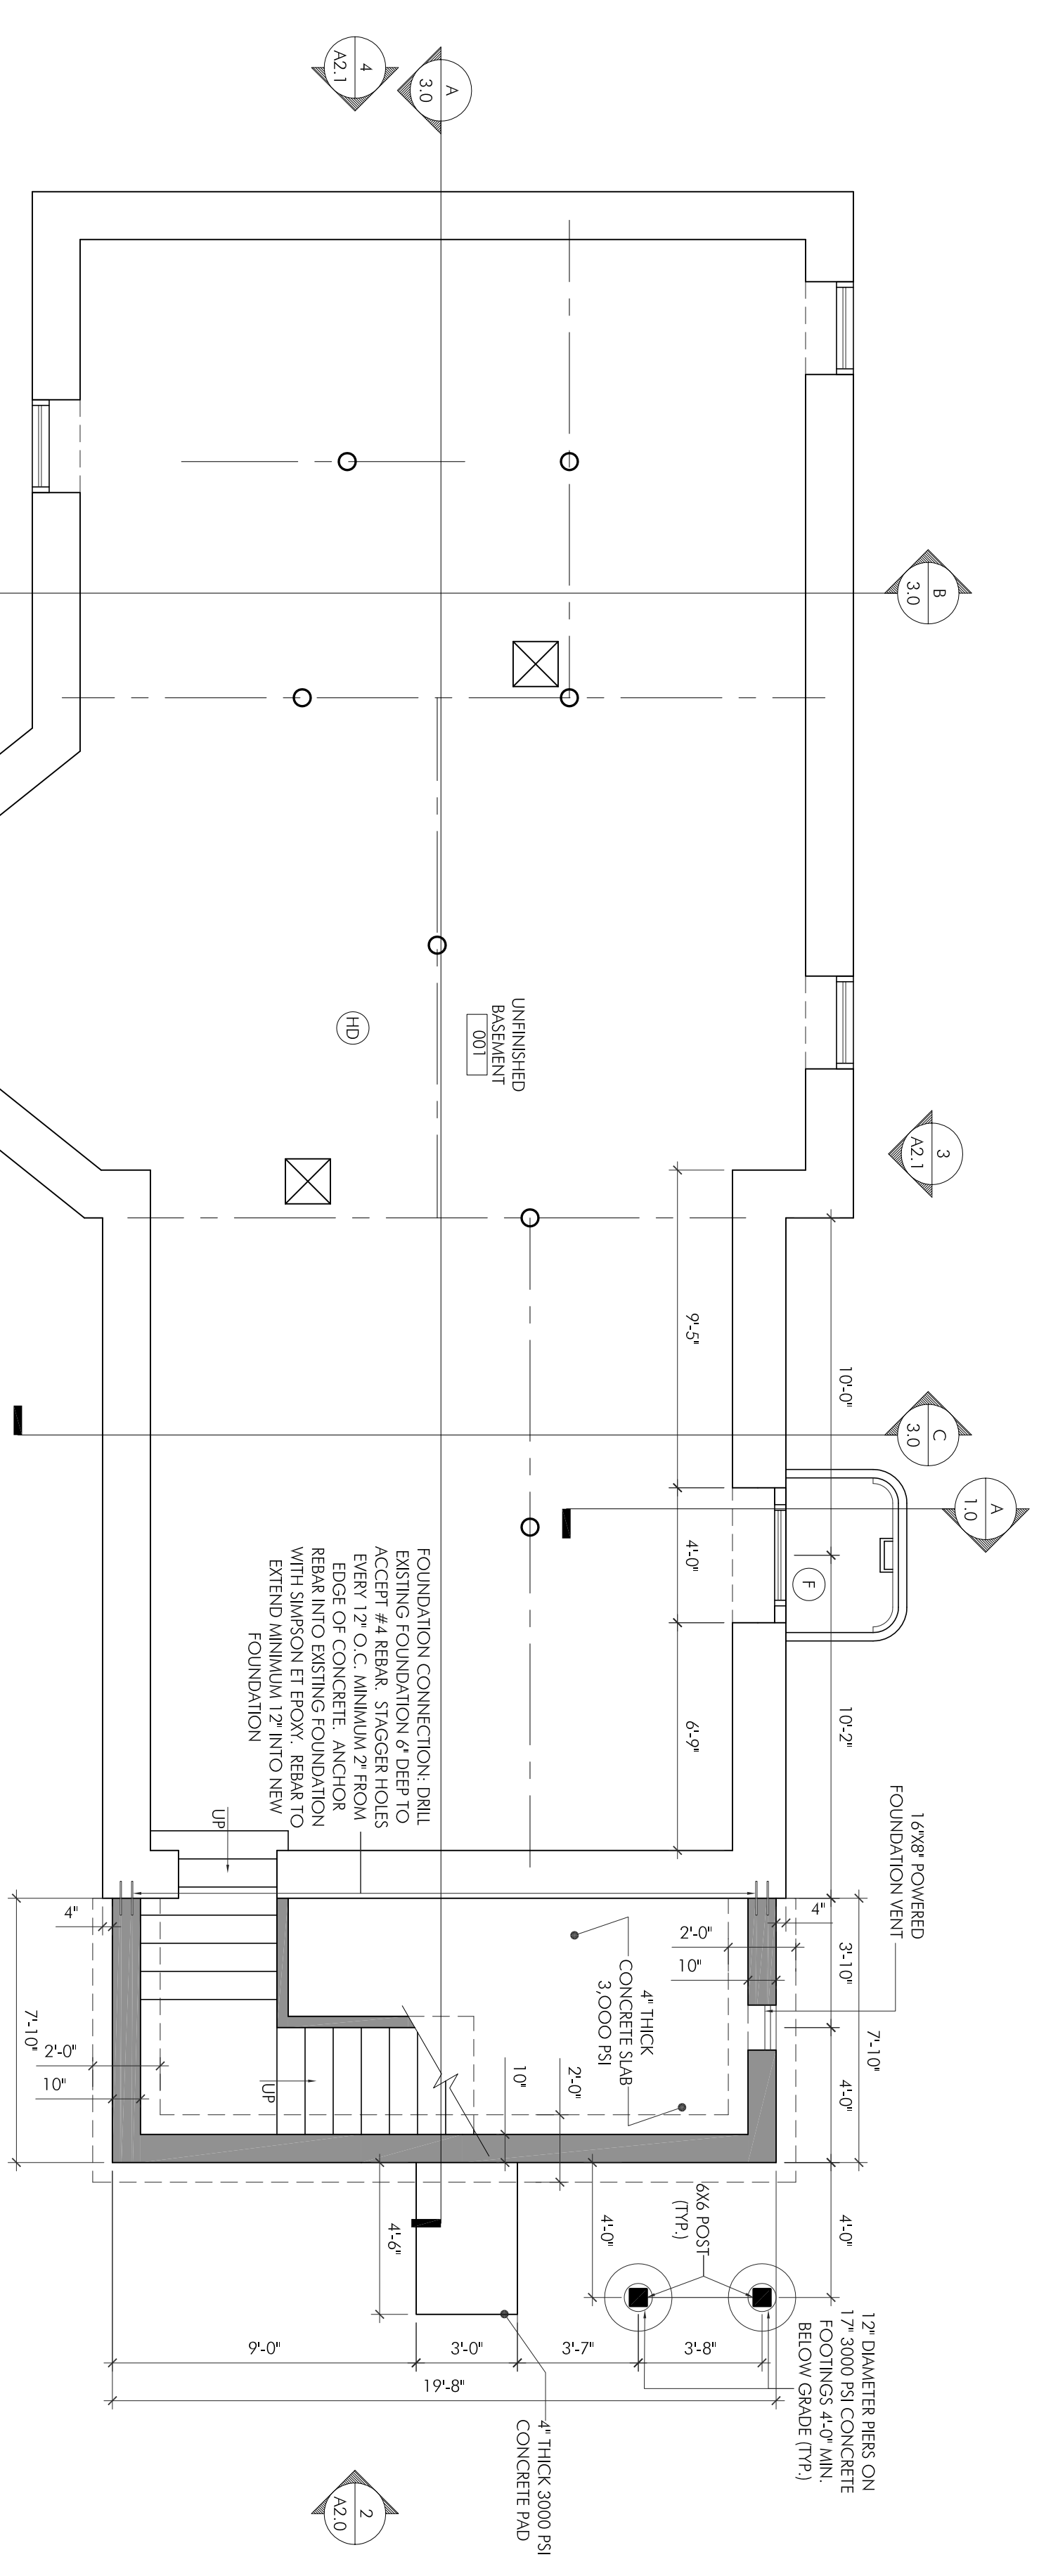 4
A2.1
A
3.0
B
3.0
3
A2.1
C
3.0
A
1.0
2
A2.0
UNFINISHED
BASEMENT
001
HD
F
10'-0"
10'-2"
9'-5"
4'-0"
6'-9"
FOUNDATION CONNECTION: DRILL
EXISTING FOUNDATION 6" DEEP TO
ACCEPT #4 REBAR. STAGGER HOLES
EVERY 12" O.C. MINIMUM 2" FROM
EDGE OF CONCRETE. ANCHOR
REBAR INTO EXISTING FOUNDATION
WITH SIMPSON ET EPOXY. REBAR TO
EXTEND MINIMUM 12" INTO NEW
FOUNDATION
16"X8" POWERED
FOUNDATION VENT
UP
4"
3'-10"
7'-10"
2'-0"
10"
4'-0"
4'-0"
4" THICK
CONCRETE SLAB
3,000 PSI
2'-0"
10"
UP
4"
7'-10"
2'-0"
10"
6X6 POST
(TYP.)
4'-0"
4'-6"
12" DIAMETER PIERS ON
17" 3000 PSI CONCRETE
FOOTINGS 4'-0" MIN.
BELOW GRADE (TYP.)
9'-0"
3'-0"
3'-7"
3'-8"
19'-8"
4" THICK 3000 PSI
CONCRETE PAD